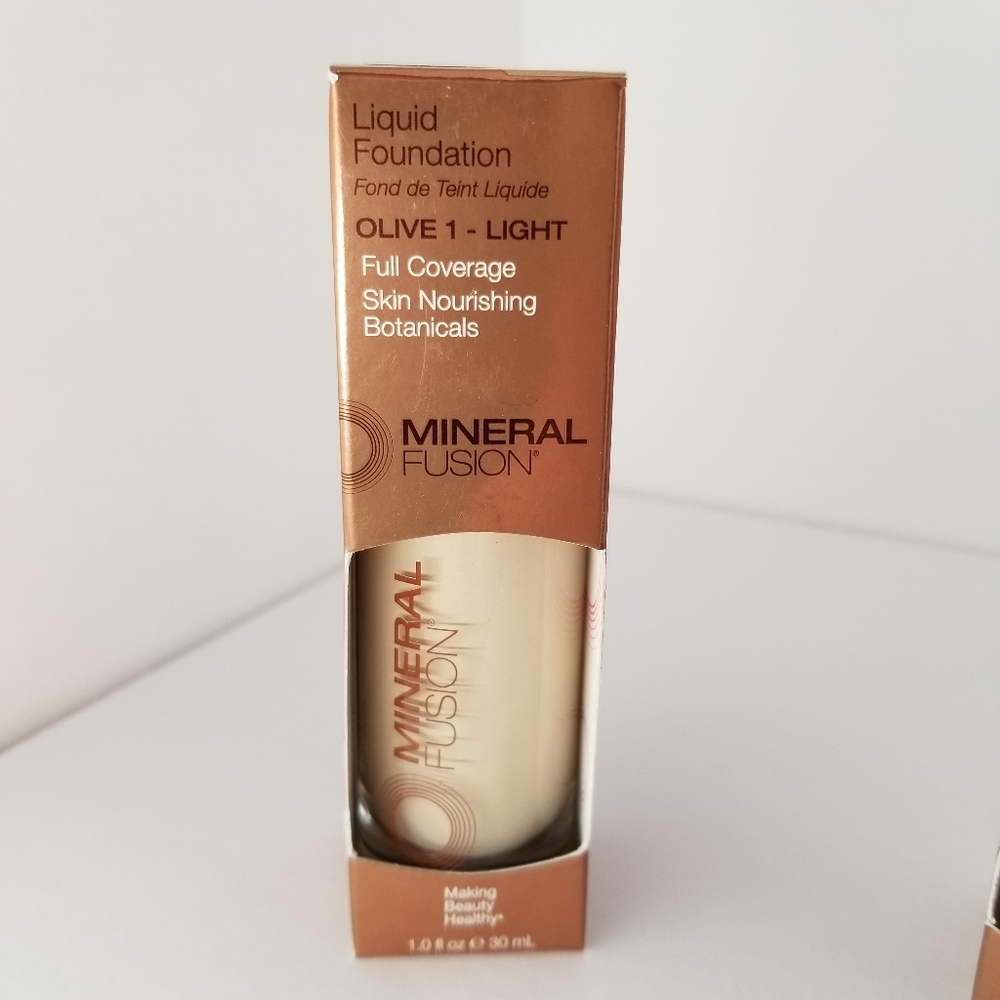 Liquid
Foundation
Fond de Teint Liquide
OLIVE 1 - LIGHT
Full Coverage
Skin Nourishing
Botanicals
MINERAL
FUSION®
MINERAL
FUSION®
Making
Beauty
Healthy®
1.0 fl oz ℮ 30 mL